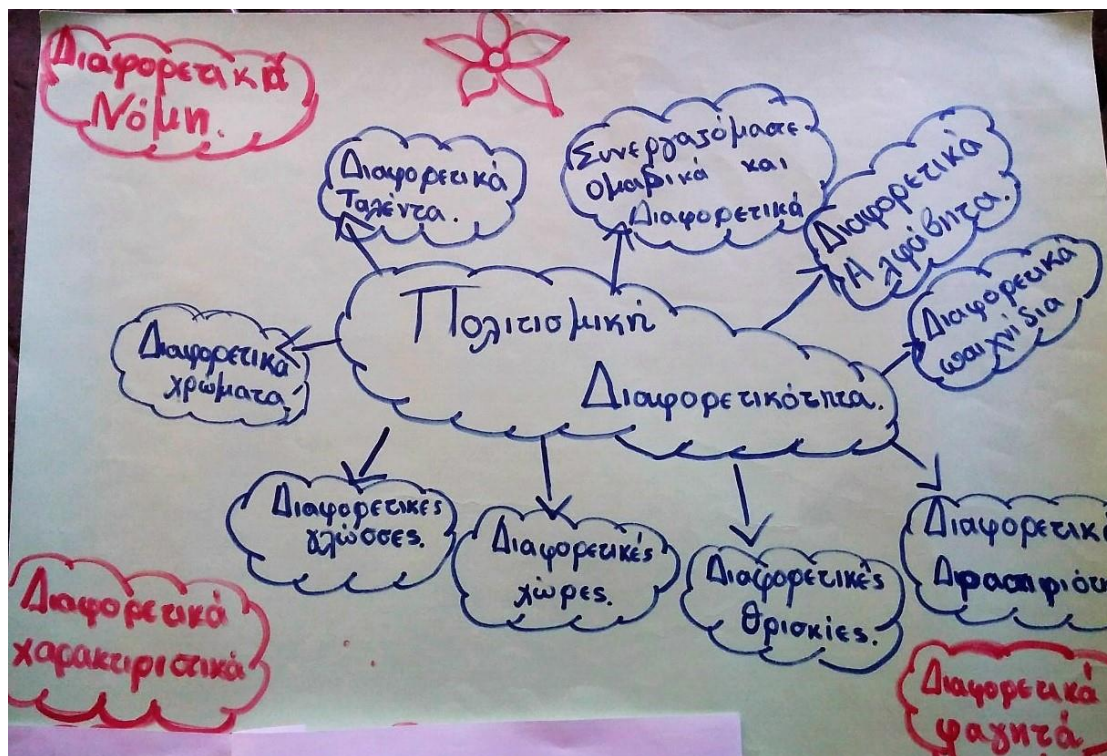 Διαφορετικά
Νόμη.
Διαφορετικά
Ταλέντα.
Συνεργαζόμαστε
ομαδικά και
Διαφορετικά
Διαφορετικά
Αλφάβητα.
Διαφορετικά
παιχνίδια
Πολιτισμική
Διαφορετικότητα.
Διαφορετικά
χρώματα.
Διαφορετικές
γλώσσες.
Διαφορετικές
χώρες.
Διαφορετικές
θρισκίες.
Διαφορετικ
Διαφορετικά
χαρακτιριστικά
Διαφορετικά
φαγητά